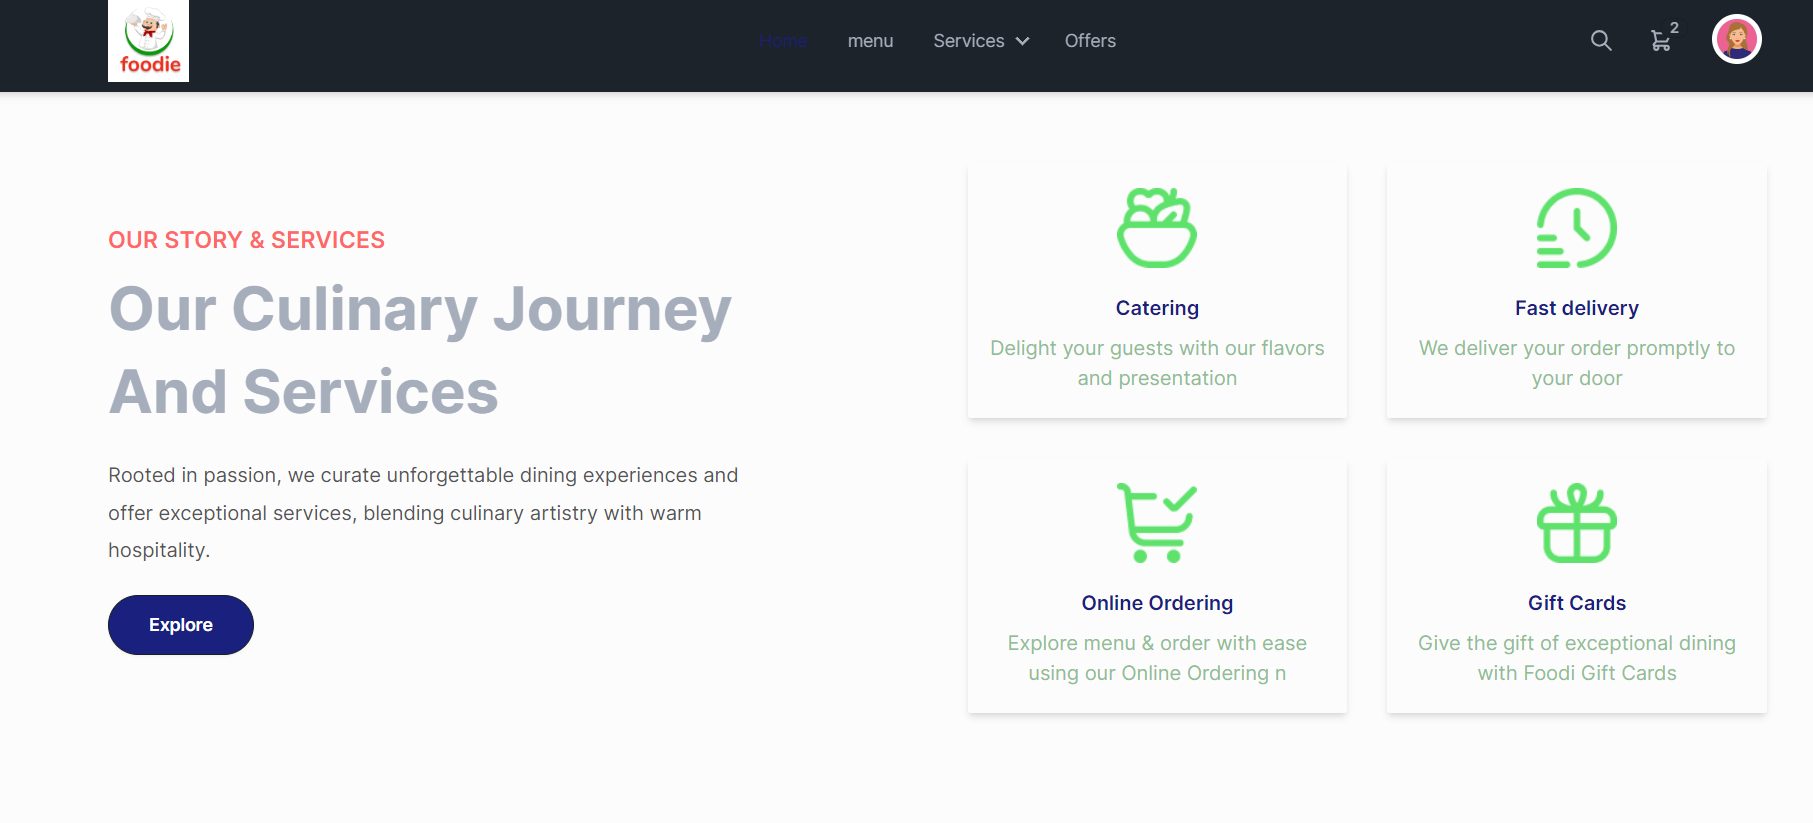 foodie
Home menu Services Offers
2
OUR STORY & SERVICES
Our Culinary Journey
And Services
Rooted in passion, we curate unforgettable dining experiences and
offer exceptional services, blending culinary artistry with warm
hospitality.
Explore
Catering
Delight your guests with our flavors
and presentation
Fast delivery
We deliver your order promptly to
your door
Online Ordering
Explore menu & order with ease
using our Online Ordering n
Gift Cards
Give the gift of exceptional dining
with Foodi Gift Cards